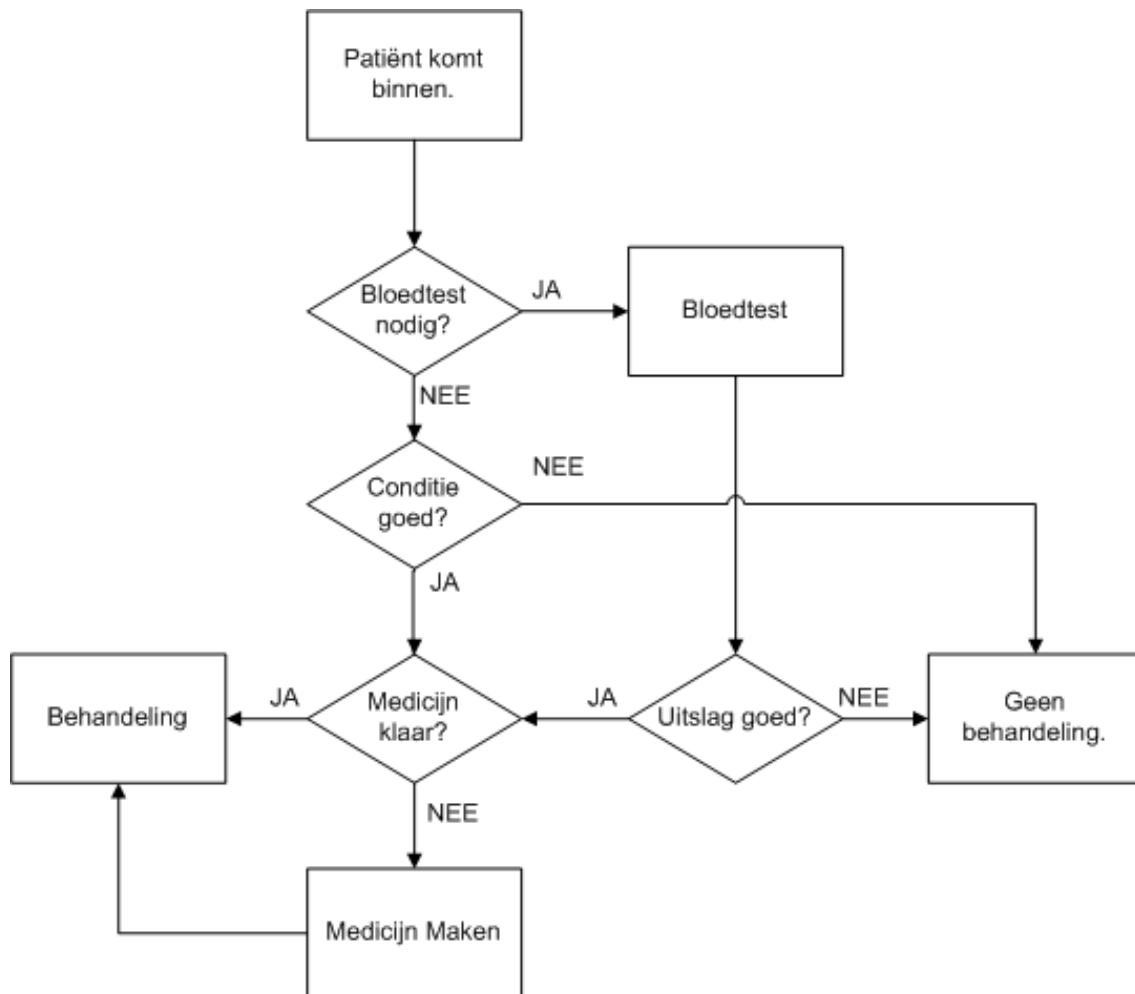 Patiënt komt
binnen.
Bloedtest
nodig?
JA
Bloedtest
NEE
Conditie
goed?
NEE
JA
Behandeling
JA
Medicijn
klaar?
JA
Uitslag goed?
NEE
Geen
behandeling.
NEE
Medicijn Maken